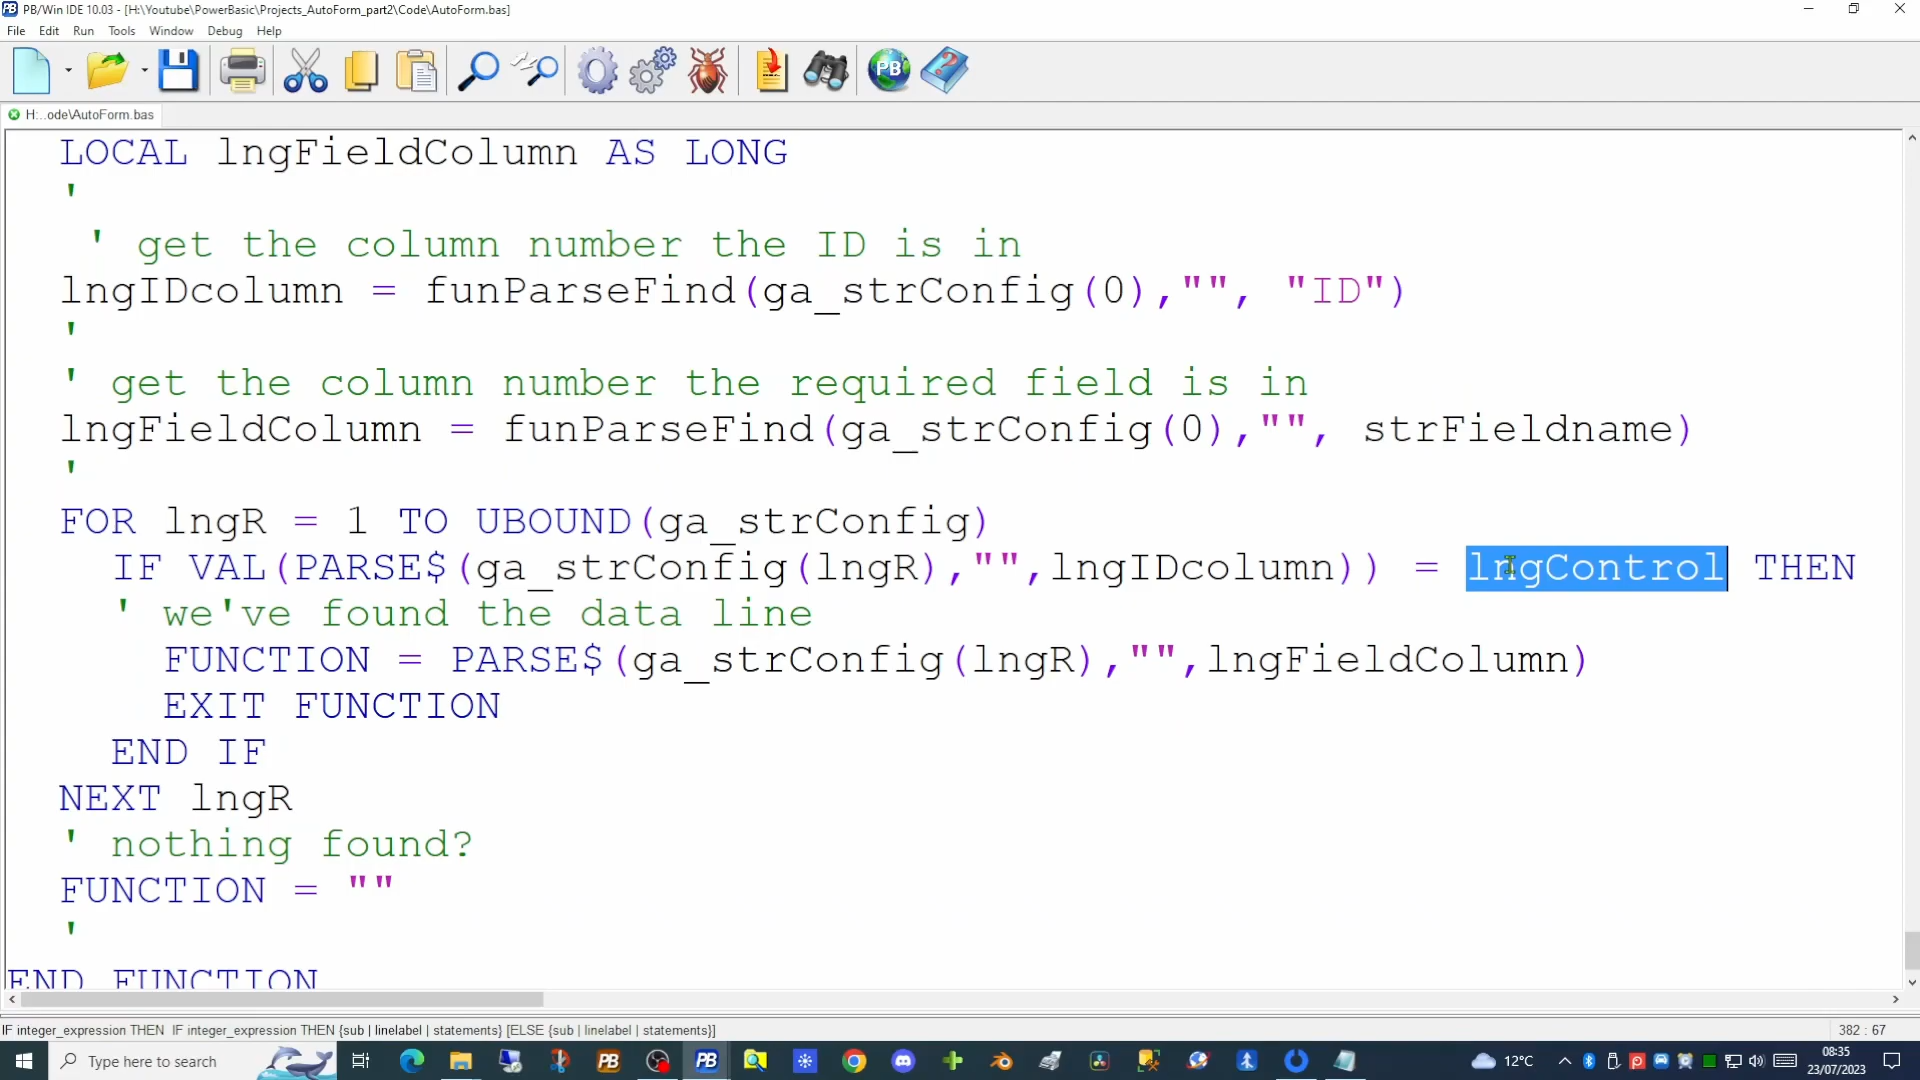 PB/Win IDE 10.03 - [H:\Youtube\PowerBasic\Projects_AutoForm_part2\Code\AutoForm.bas]
File Edit Run Tools Window Debug Help
PB
H:..ode\AutoForm.bas
LOCAL lngFieldColumn AS LONG
'
' get the column number the ID is in
lngIDcolumn = funParseFind(ga_strConfig(0),"", "ID")
'
' get the column number the required field is in
lngFieldColumn = funParseFind(ga_strConfig(0),"", strFieldname)
'
FOR lngR = 1 TO UBOUND(ga_strConfig)
IF VAL(PARSE$(ga_strConfig(lngR),"",lngIDcolumn)) = lngControl THEN
' we've found the data line
FUNCTION = PARSE$(ga_strConfig(lngR),"",lngFieldColumn)
EXIT FUNCTION
END IF
NEXT lngR
' nothing found?
FUNCTION = ""
'
END FUNCTION
IF integer_expression THEN IF integer_expression THEN {sub | linelabel | statements} [ELSE {sub | linelabel | statements}]
382 : 67
Type here to search
PB
PB
12°C
08:35
23/07/2023